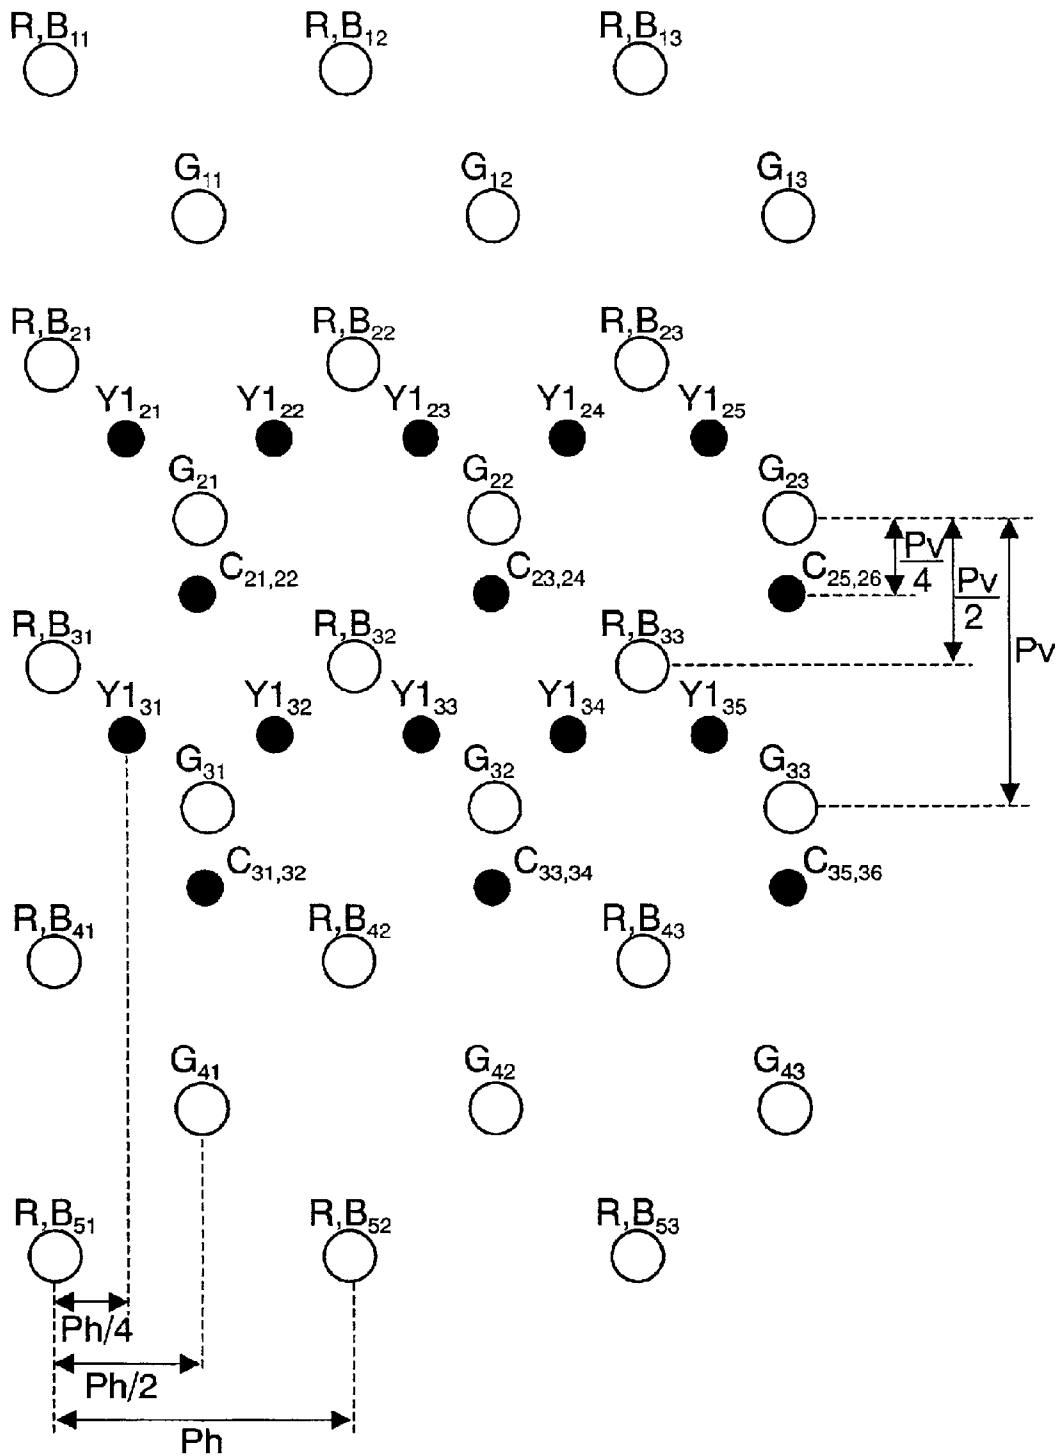 R,B11 R,B12 R,B13
G11 G12 G13
R,B21 R,B22 R,B23
Y121 Y122 Y123 Y124 Y125
G21 G22 G23
C21,22 C23,24 C25,26
Pv/4
Pv/2
Pv
R,B31 R,B32 R,B33
Y131 Y132 Y133 Y134 Y135
G31 G32 G33
C31,32 C33,34 C35,36
R,B41 R,B42 R,B43
G41 G42 G43
R,B51 R,B52 R,B53
Ph/4
Ph/2
Ph